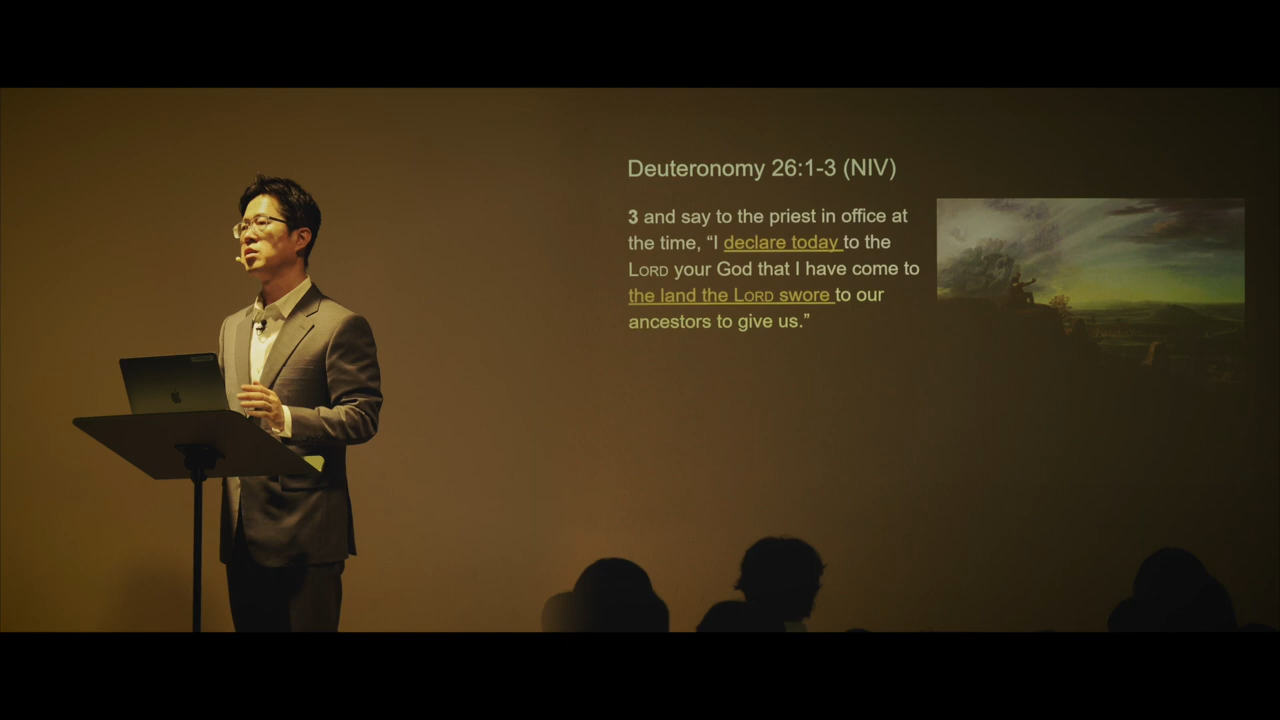 Deuteronomy 26:1-3 (NIV)
3 and say to the priest in office at
the time, “I declare today to the
LORD your God that I have come to
the land the LORD swore to our
ancestors to give us.”